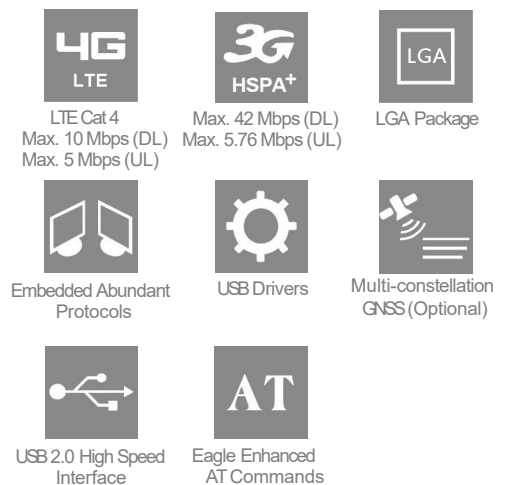 4G
LTE
3G
HSPA+
LGA
LTE Cat 4
Max. 10 Mbps (DL)
Max. 5 Mbps (UL)
Max. 42 Mbps (DL)
Max. 5.76 Mbps (UL)
LGA Package
Embedded Abundant
Protocols
USB Drivers
Multi-constellation
GNSS (Optional)
AT
USB 2.0 High Speed
Interface
Eagle Enhanced
AT Commands